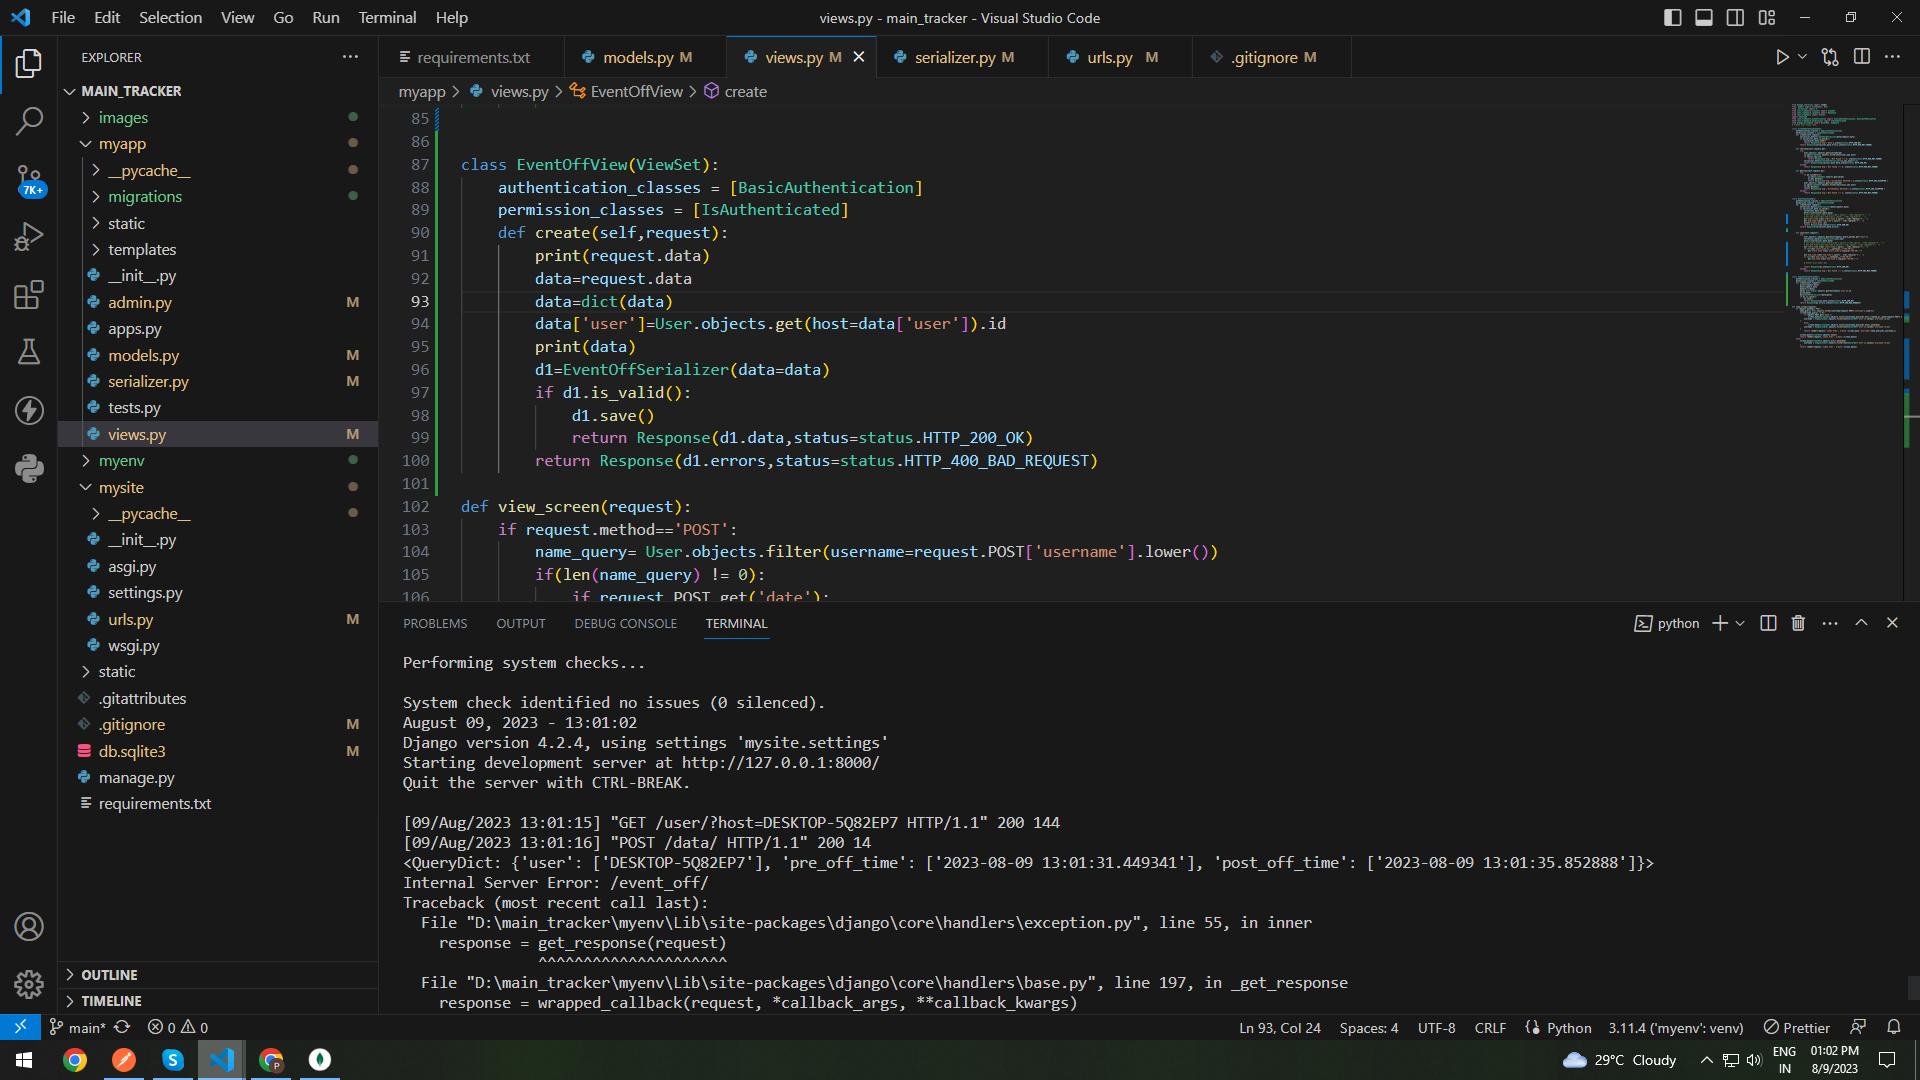 File Edit Selection View Go Run Terminal Help
views.py - main_tracker - Visual Studio Code
EXPLORER
MAIN_TRACKER
images
myapp
__pycache__
migrations
static
templates
__init__.py
admin.py M
apps.py
models.py M
serializer.py M
tests.py
views.py M
myenv
mysite
__pycache__
__init__.py
asgi.py
settings.py
urls.py M
wsgi.py
static
.gitattributes
.gitignore M
db.sqlite3 M
manage.py
requirements.txt
OUTLINE
TIMELINE
7K+
requirements.txt models.py M views.py M serializer.py M urls.py M .gitignore M
myapp > views.py > EventOffView > create
85
86
87 class EventOffView(ViewSet):
88 authentication_classes = [BasicAuthentication]
89 permission_classes = [IsAuthenticated]
90 def create(self,request):
91 print(request.data)
92 data=request.data
93 data=dict(data)
94 data['user']=User.objects.get(host=data['user']).id
95 print(data)
96 d1=EventOffSerializer(data=data)
97 if d1.is_valid():
98 d1.save()
99 return Response(d1.data,status=status.HTTP_200_OK)
100 return Response(d1.errors,status=status.HTTP_400_BAD_REQUEST)
101
102 def view_screen(request):
103 if request.method=='POST':
104 name_query= User.objects.filter(username=request.POST['username'].lower())
105 if(len(name_query) != 0):
106 if request.POST.get('date'):
PROBLEMS OUTPUT DEBUG CONSOLE TERMINAL
python
Performing system checks...
System check identified no issues (0 silenced).
August 09, 2023 - 13:01:02
Django version 4.2.4, using settings 'mysite.settings'
Starting development server at http://127.0.0.1:8000/
Quit the server with CTRL-BREAK.
[09/Aug/2023 13:01:15] "GET /user/?host=DESKTOP-5Q82EP7 HTTP/1.1" 200 144
[09/Aug/2023 13:01:16] "POST /data/ HTTP/1.1" 200 14
<QueryDict: {'user': ['DESKTOP-5Q82EP7'], 'pre_off_time': ['2023-08-09 13:01:31.449341'], 'post_off_time': ['2023-08-09 13:01:35.852888']}>
Internal Server Error: /event_off/
Traceback (most recent call last):
File "D:\main_tracker\myenv\Lib\site-packages\django\core\handlers\exception.py", line 55, in inner
response = get_response(request)
^^^^^^^^^^^^^^^^^^^^^
File "D:\main_tracker\myenv\Lib\site-packages\django\core\handlers\base.py", line 197, in _get_response
response = wrapped_callback(request, *callback_args, **callback_kwargs)
main* 0 0
Ln 93, Col 24 Spaces: 4 UTF-8 CRLF Python 3.11.4 ('myenv': venv) Prettier
29°C Cloudy
ENG
IN
01:02 PM
8/9/2023